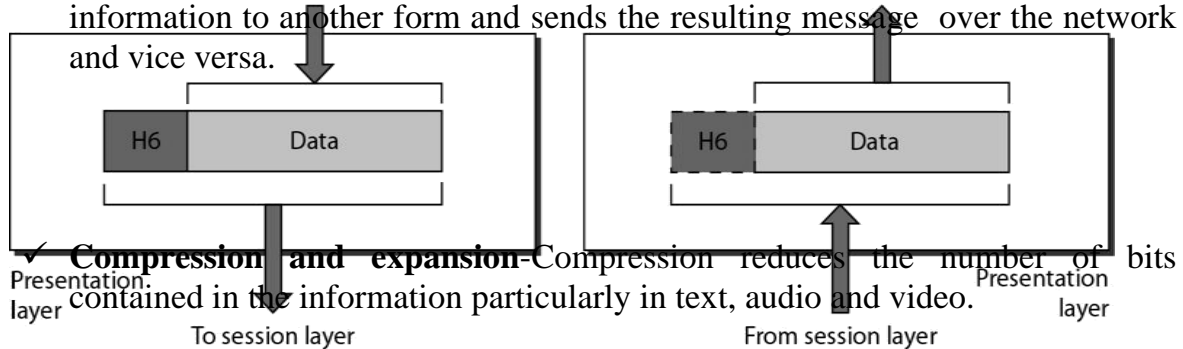 information to another form and sends the resulting message over the network
and vice versa.
H6 Data
H6 Data
✓ Compression and expansion-Compression reduces the number of bits
contained in the information particularly in text, audio and video.
Presentation
layer
Presentation
layer
To session layer
From session layer